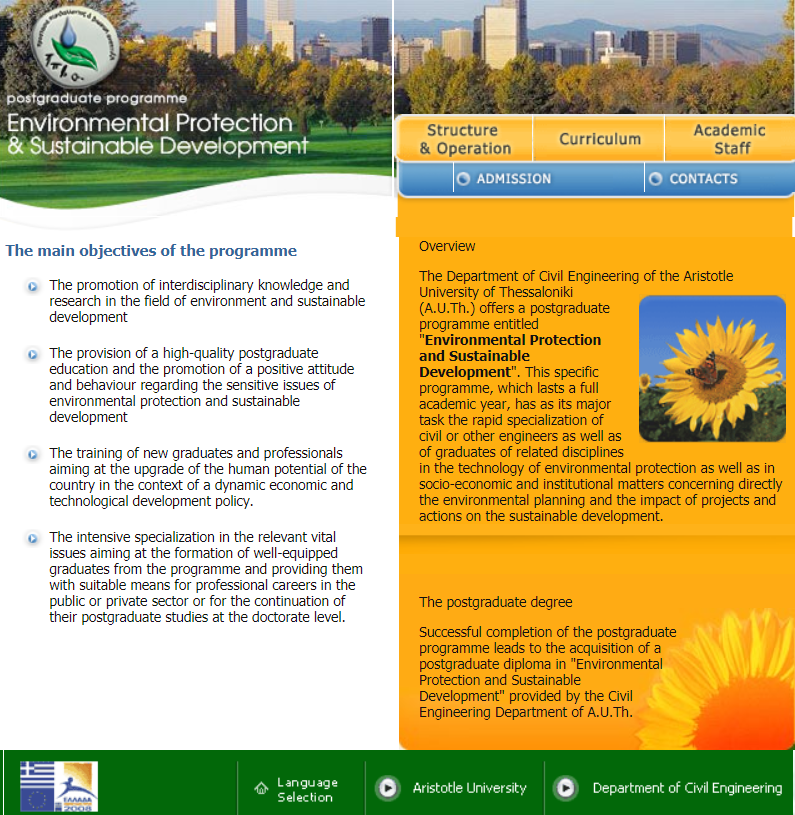 postgraduate programme
Environmental Protection
& Sustainable Development
Structure
& Operation
Curriculum
Academic
Staff
ADMISSION
CONTACTS
The main objectives of the programme
The promotion of interdisciplinary knowledge and
research in the field of environment and sustainable
development
The provision of a high-quality postgraduate
education and the promotion of a positive attitude
and behaviour regarding the sensitive issues of
environmental protection and sustainable
development
The training of new graduates and professionals
aiming at the upgrade of the human potential of the
country in the context of a dynamic economic and
technological development policy.
The intensive specialization in the relevant vital
issues aiming at the formation of well-equipped
graduates from the programme and providing them
with suitable means for professional careers in the
public or private sector or for the continuation of
their postgraduate studies at the doctorate level.
Overview
The Department of Civil Engineering of the Aristotle
University of Thessaloniki
(A.U.Th.) offers a postgraduate
programme entitled
"Environmental Protection
and Sustainable
Development". This specific
programme, which lasts a full
academic year, has as its major
task the rapid specialization of
civil or other engineers as well as
of graduates of related disciplines
in the technology of environmental protection as well as in
socio-economic and institutional matters concerning directly
the environmental planning and the impact of projects and
actions on the sustainable development.
The postgraduate degree
Successful completion of the postgraduate
programme leads to the acquisition of a
postgraduate diploma in "Environmental
Protection and Sustainable
Development" provided by the Civil
Engineering Department of A.U.Th.
ΕΛΛΑΔΑ
2008
Language
Selection
Aristotle University
Department of Civil Engineering